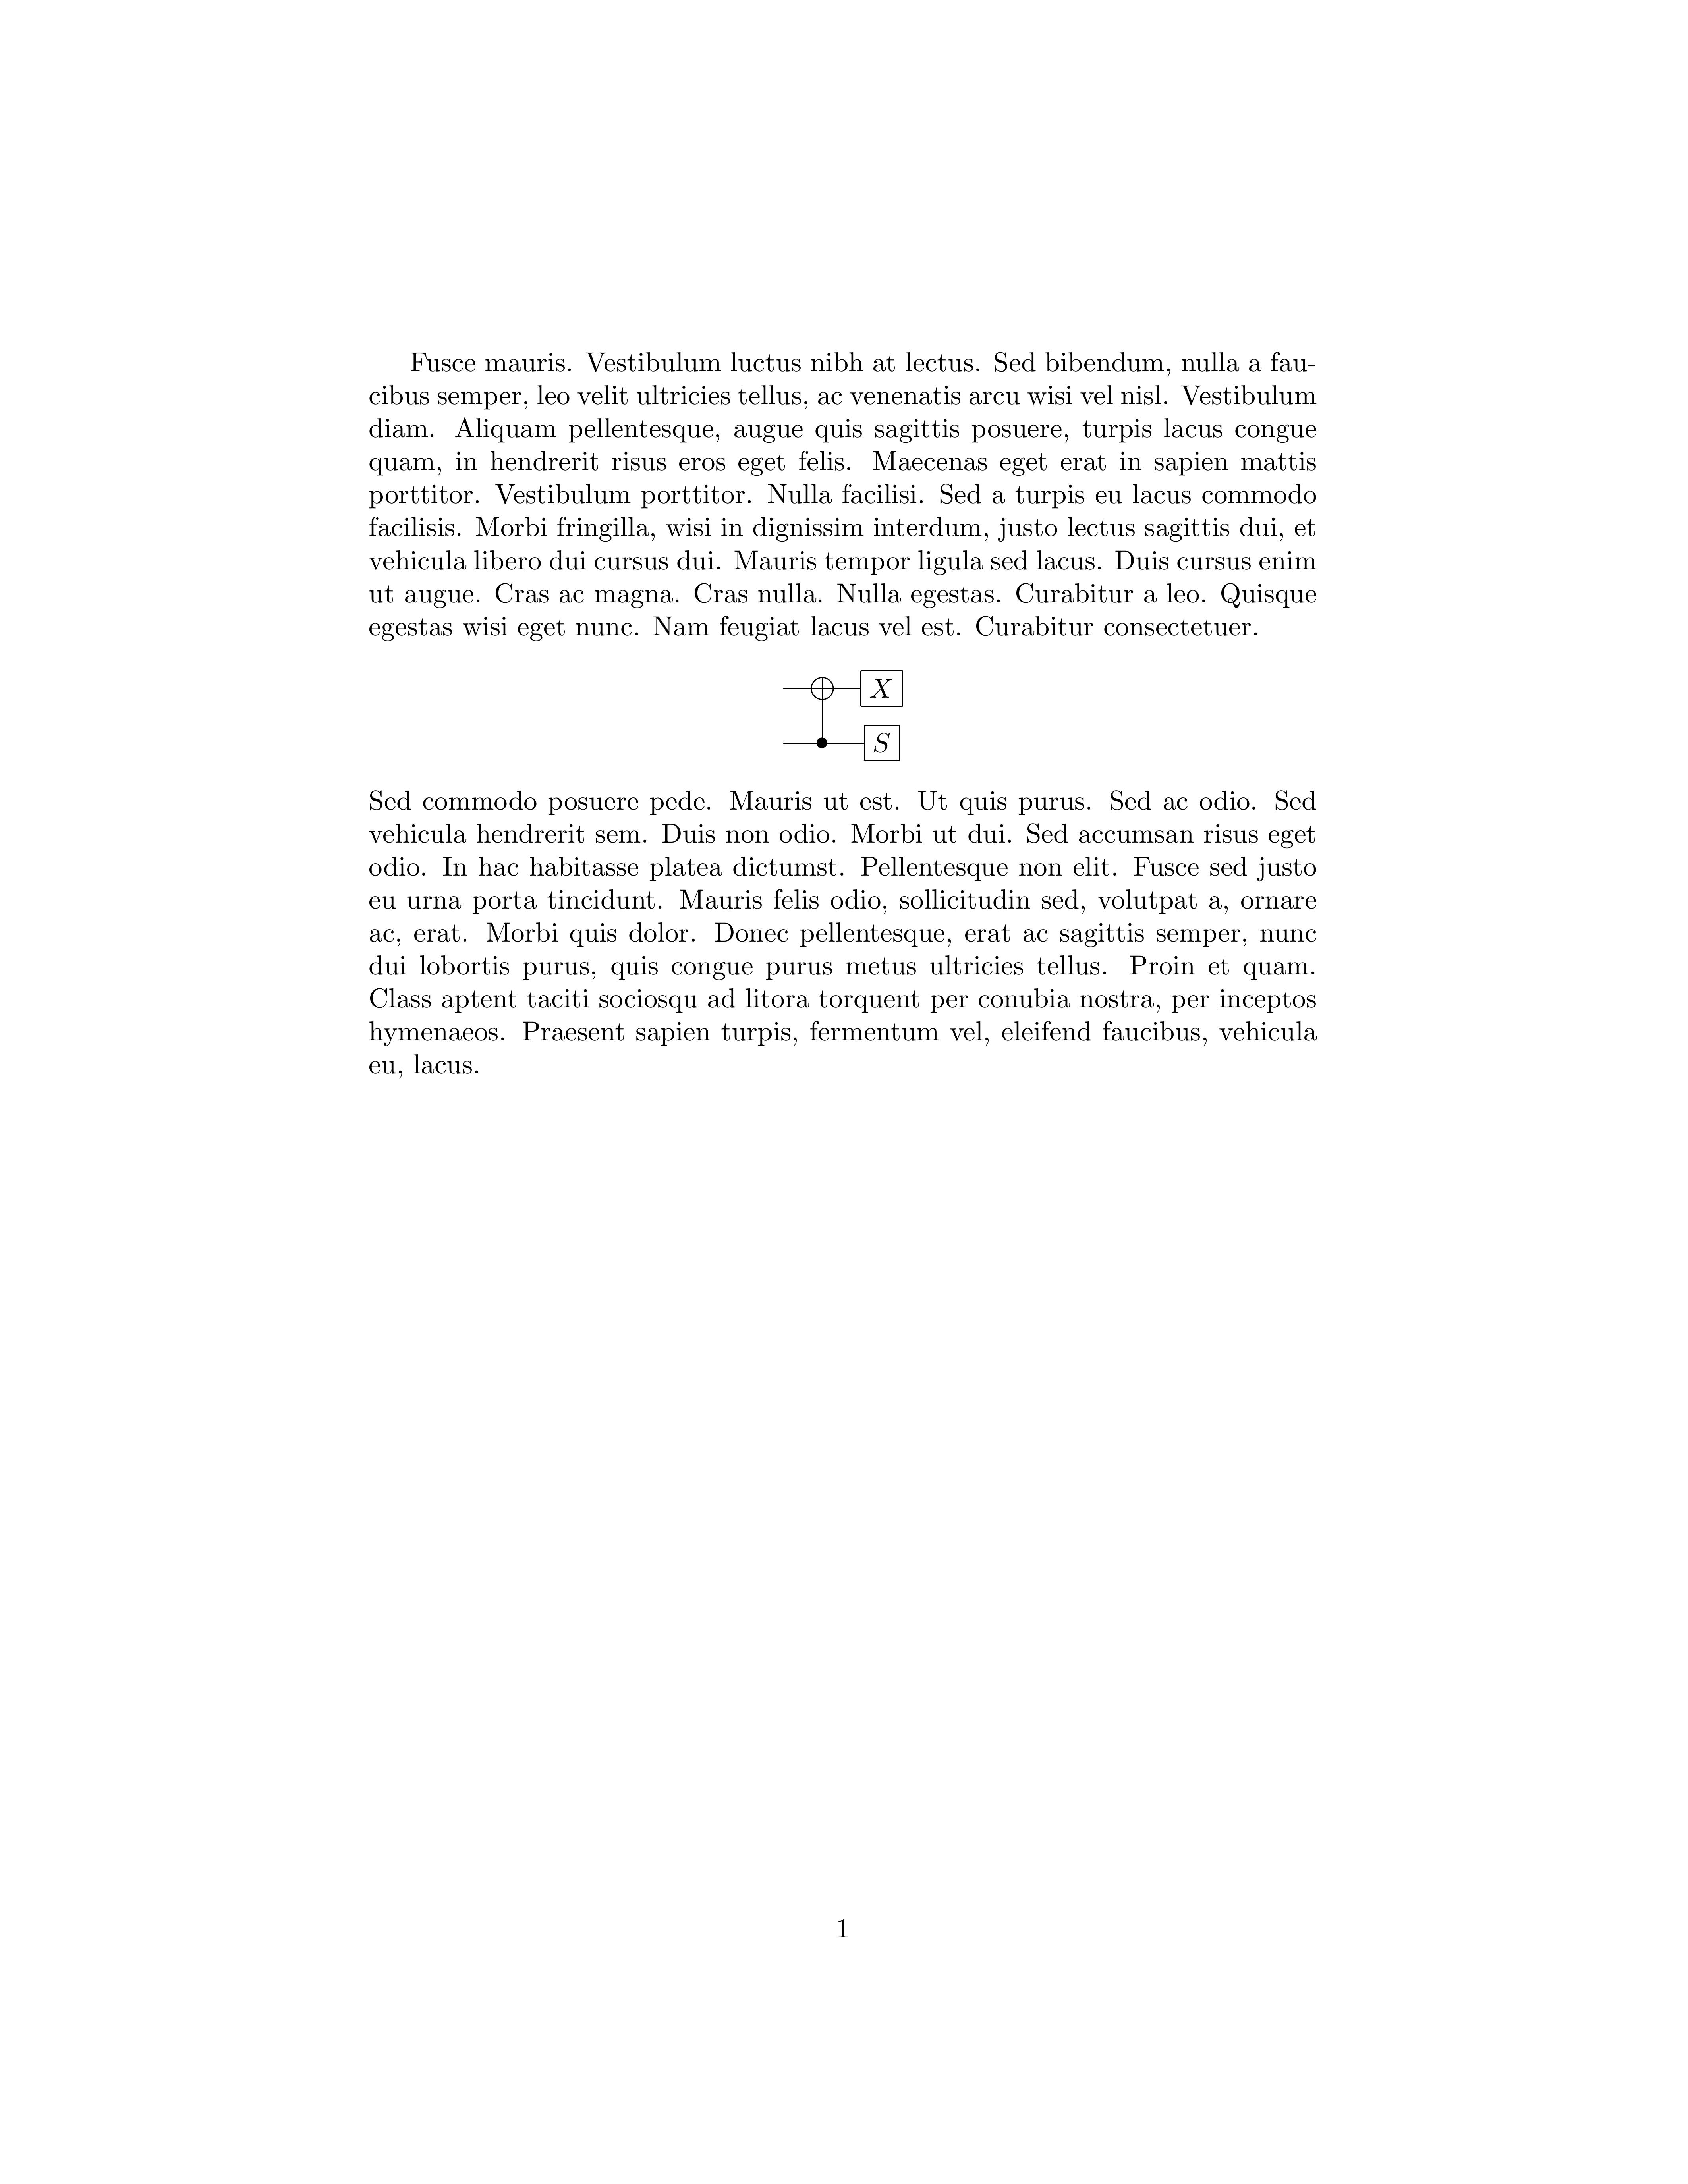 Fusce mauris. Vestibulum luctus nibh at lectus. Sed bibendum, nulla a fau-
cibus semper, leo velit ultricies tellus, ac venenatis arcu wisi vel nisl. Vestibulum
diam. Aliquam pellentesque, augue quis sagittis posuere, turpis lacus congue
quam, in hendrerit risus eros eget felis. Maecenas eget erat in sapien mattis
porttitor. Vestibulum porttitor. Nulla facilisi. Sed a turpis eu lacus commodo
facilisis. Morbi fringilla, wisi in dignissim interdum, justo lectus sagittis dui, et
vehicula libero dui cursus dui. Mauris tempor ligula sed lacus. Duis cursus enim
ut augue. Cras ac magna. Cras nulla. Nulla egestas. Curabitur a leo. Quisque
egestas wisi eget nunc. Nam feugiat lacus vel est. Curabitur consectetuer.
X
S
Sed commodo posuere pede. Mauris ut est. Ut quis purus. Sed ac odio. Sed
vehicula hendrerit sem. Duis non odio. Morbi ut dui. Sed accumsan risus eget
odio. In hac habitasse platea dictumst. Pellentesque non elit. Fusce sed justo
eu urna porta tincidunt. Mauris felis odio, sollicitudin sed, volutpat a, ornare
ac, erat. Morbi quis dolor. Donec pellentesque, erat ac sagittis semper, nunc
dui lobortis purus, quis congue purus metus ultricies tellus. Proin et quam.
Class aptent taciti sociosqu ad litora torquent per conubia nostra, per inceptos
hymenaeos. Praesent sapien turpis, fermentum vel, eleifend faucibus, vehicula
eu, lacus.
1